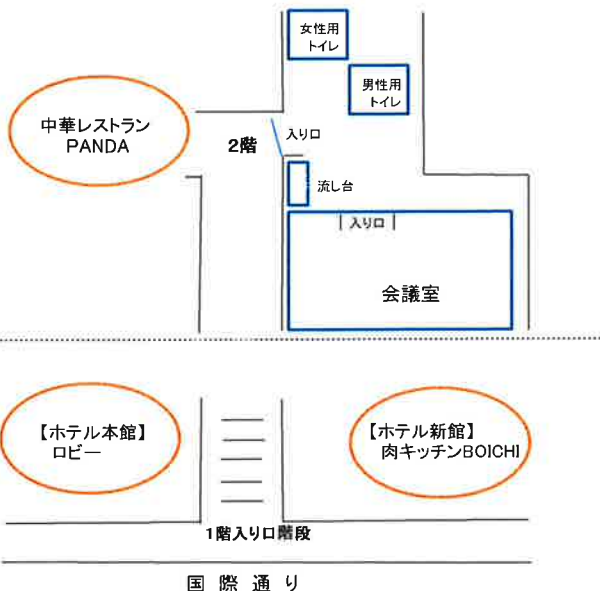 女性用
トイレ
男性用
トイレ
中華レストラン
PANDA
入り口
2階
流し台
入り口
会議室
【ホテル本館】
ロビー
【ホテル新館】
肉キッチンBOICHI
1階入り口階段
国際通り